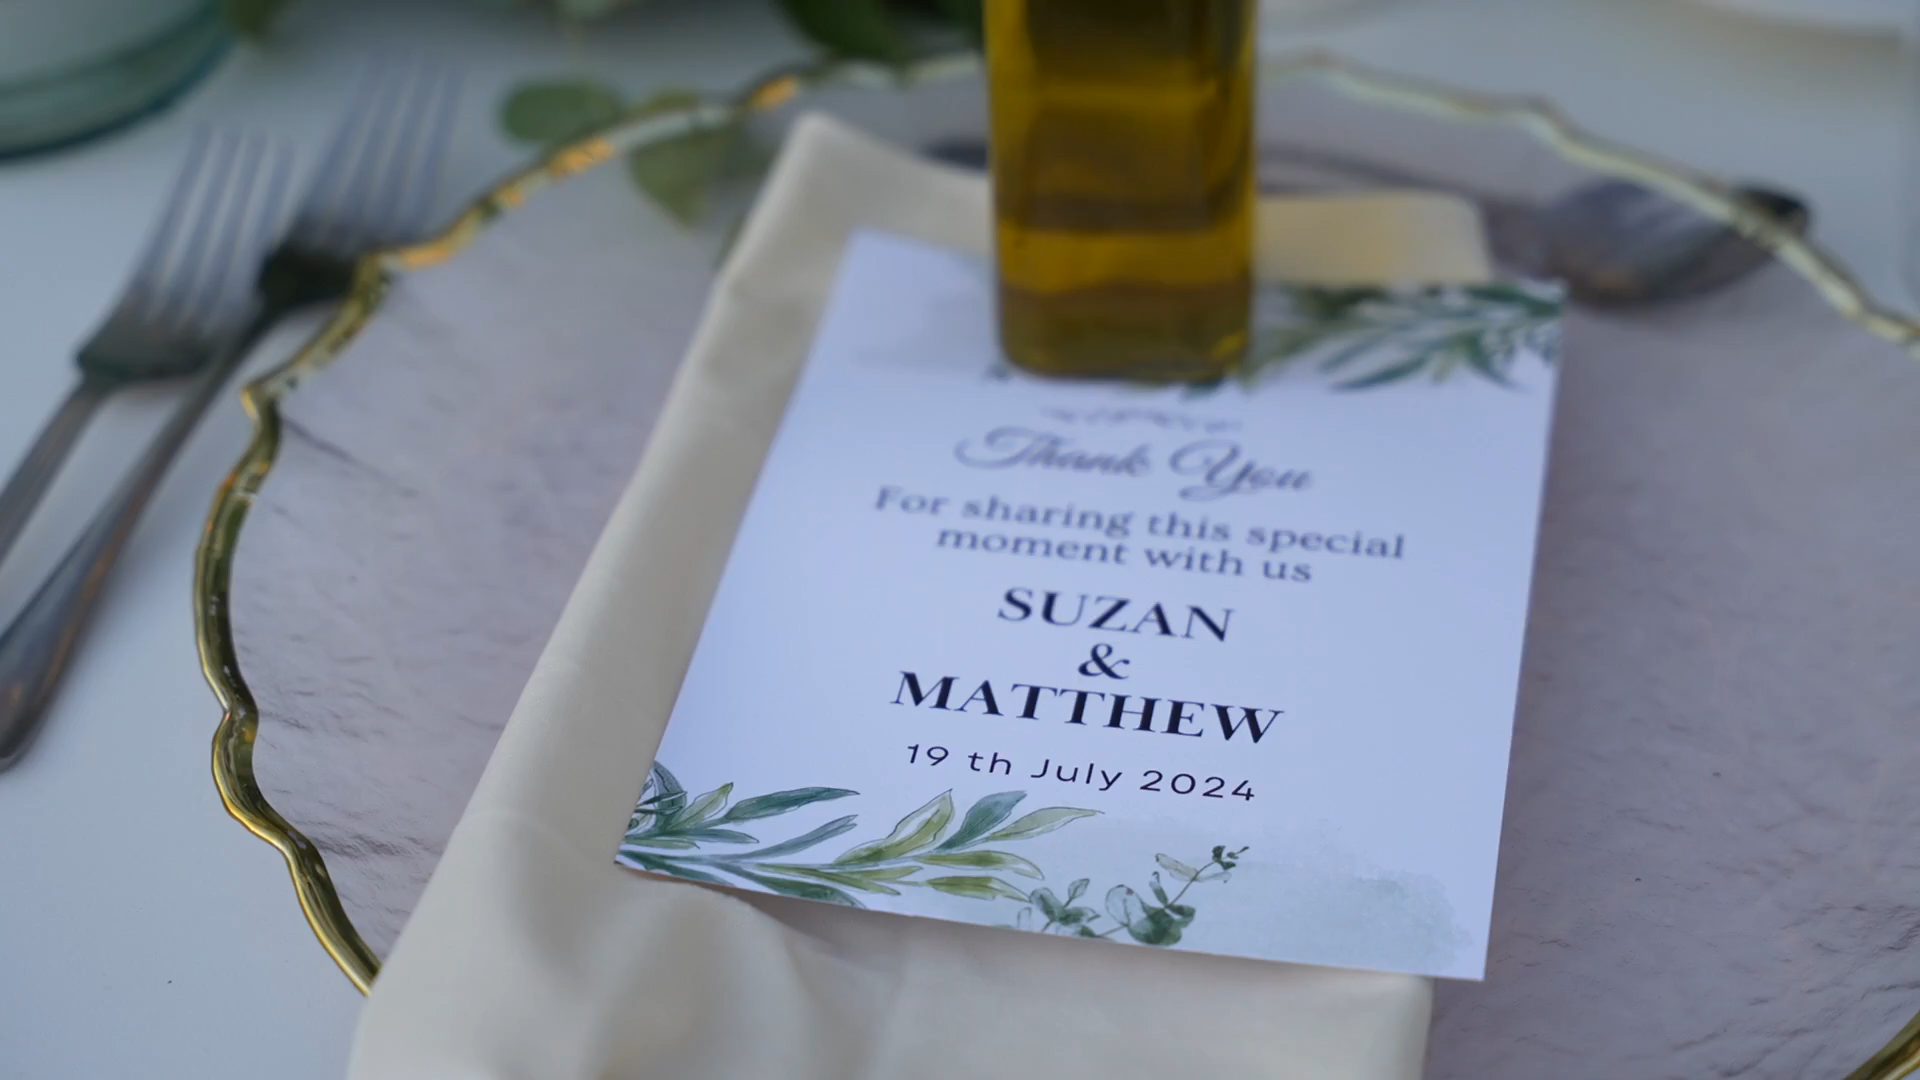 Thank You
For sharing this special
moment with us
SUZAN
&
MATTHEW
19 th July 2024